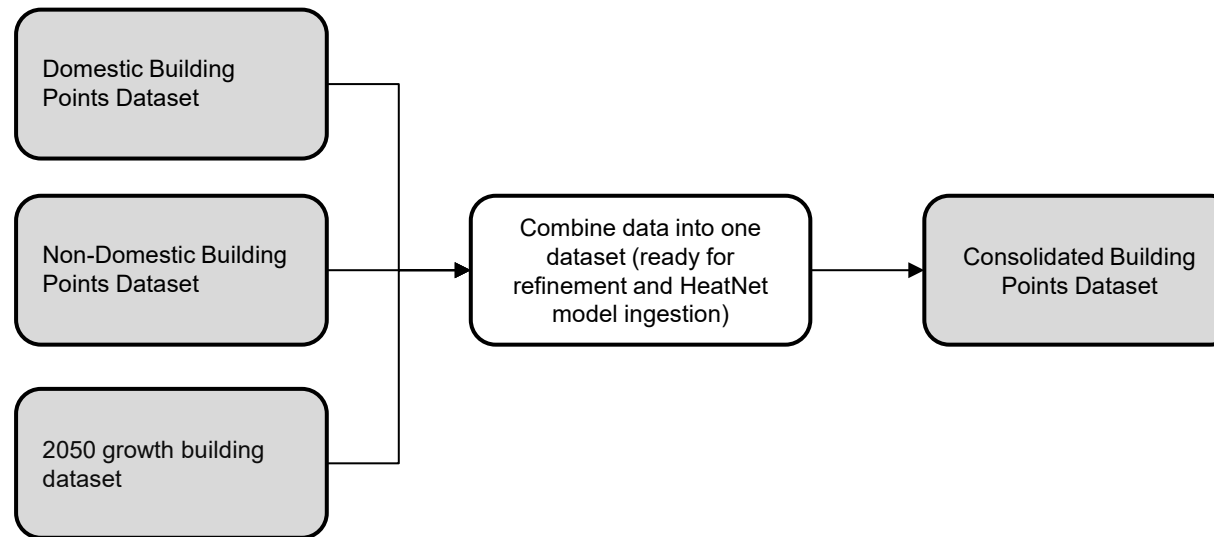 Domestic Building
Points Dataset
Non-Domestic Building
Points Dataset
2050 growth building
dataset
Combine data into one
dataset (ready for
refinement and HeatNet
model ingestion)
Consolidated Building
Points Dataset